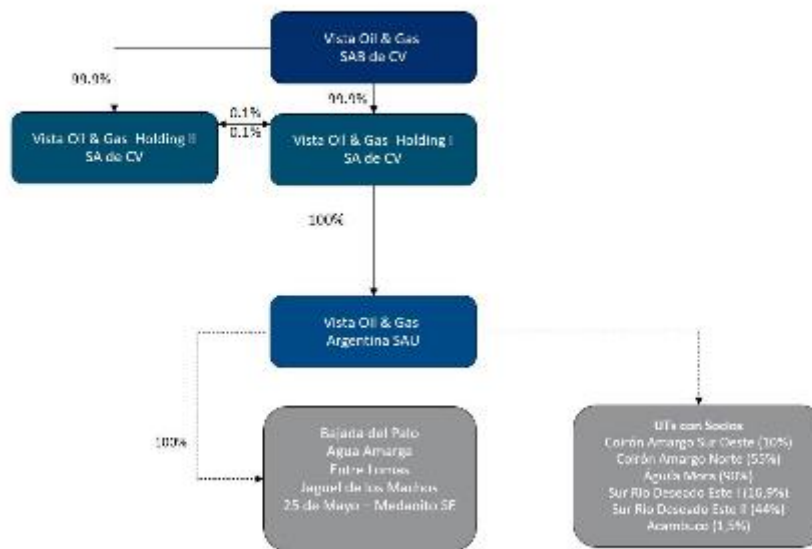 Vista Oil & Gas
SAB de CV
99.9%
99.9%
0.1%
0.1%
Vista Oil & Gas Holding II
SA de CV
Vista Oil & Gas Holding I
SA de CV
100%
Vista Oil & Gas
Argentina SAU
100%
Bajada del Palo
Agua Amarga
Entre Lomas
Jaguel de los Machos
25 de Mayo – Medanito SE
UTs con Socios
Coirón Amargo Sur Oeste (10%)
Coirón Amargo Norte (55%)
Águila Mora (90%)
Sur Rio Deseado Este I (16,9%)
Sur Rio Deseado Este II (44%)
Acambuco (1,5%)